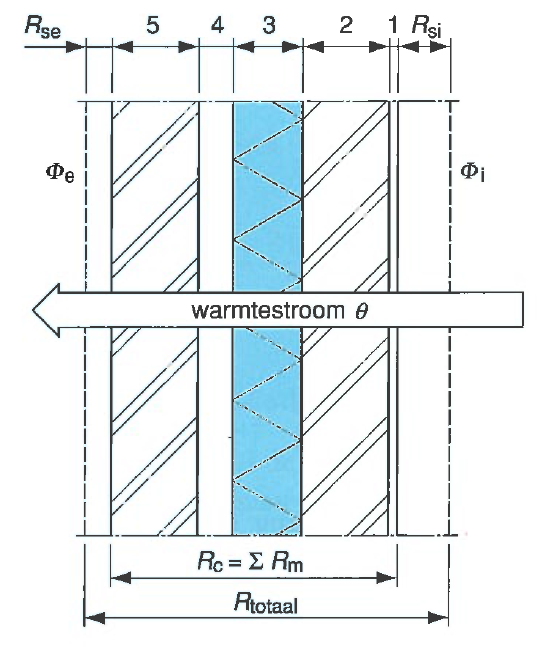 Rse 5 4 3 2 1 Rsi
Φe Φi
warmtestroom θ
Rc = Σ Rm
Rtotaal